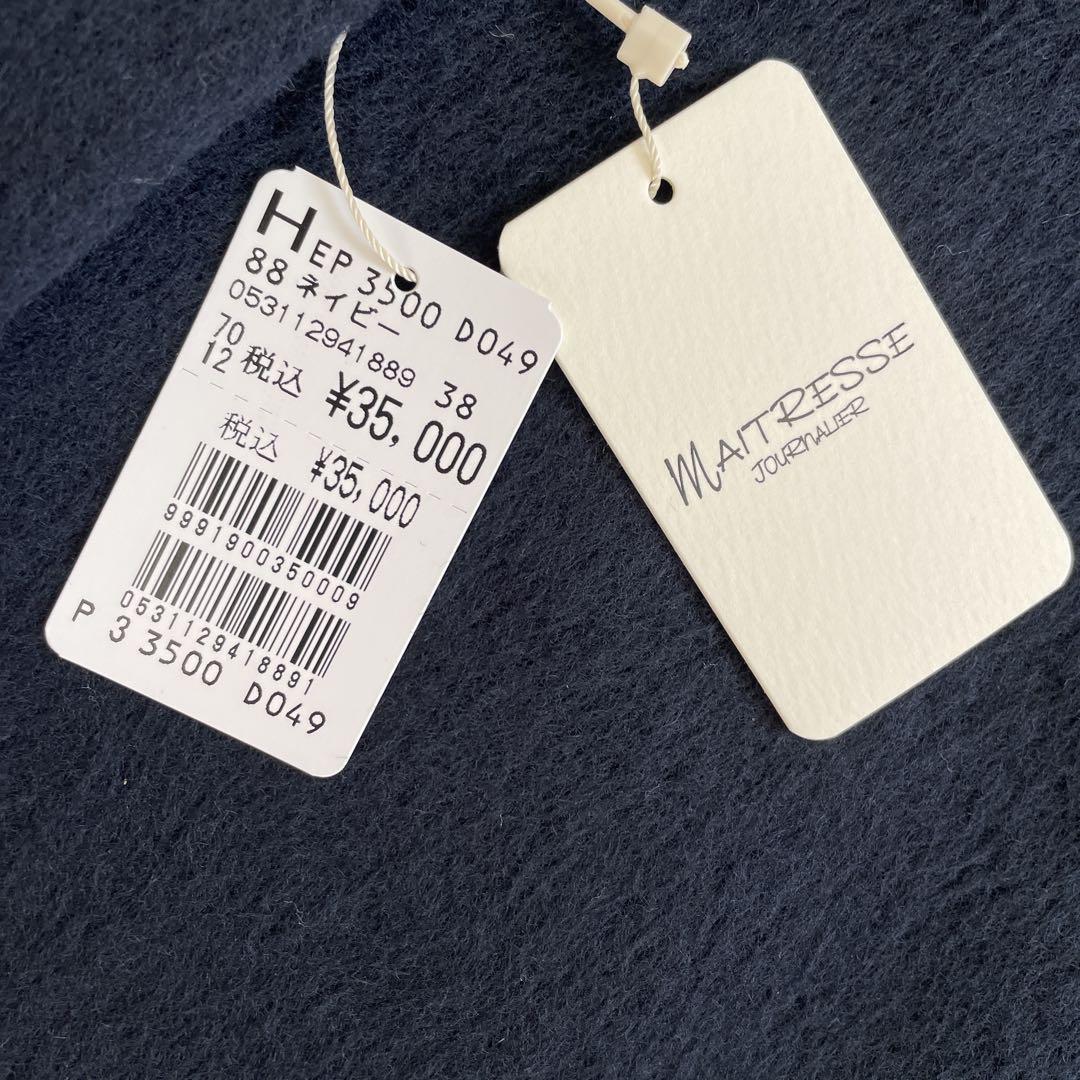 HEP 3500 D049
88 ネイビー
053112941889 38
70
12 税込 ¥35,000
税込 ¥35,000
9991900350009
0531129418891
P 3 3500 D049
MAITRESSE
JOURNALIER